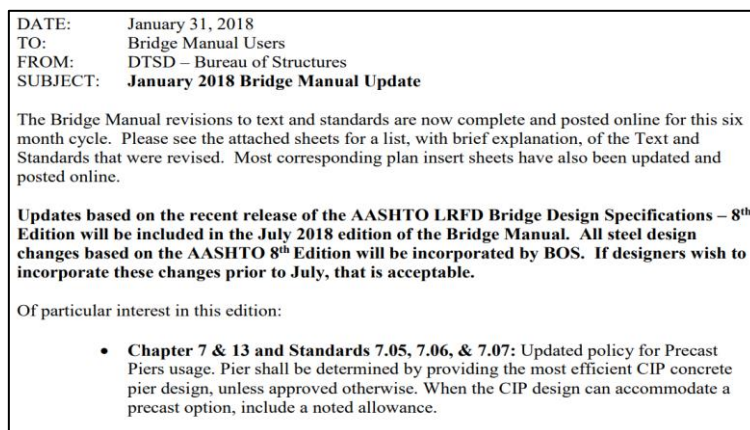 DATE: January 31, 2018
TO: Bridge Manual Users
FROM: DTSD – Bureau of Structures
SUBJECT: January 2018 Bridge Manual Update
The Bridge Manual revisions to text and standards are now complete and posted online for this six
month cycle. Please see the attached sheets for a list, with brief explanation, of the Text and
Standards that were revised. Most corresponding plan insert sheets have also been updated and
posted online.
Updates based on the recent release of the AASHTO LRFD Bridge Design Specifications – 8th
Edition will be included in the July 2018 edition of the Bridge Manual. All steel design
changes based on the AASHTO 8th Edition will be incorporated by BOS. If designers wish to
incorporate these changes prior to July, that is acceptable.
Of particular interest in this edition:
• Chapter 7 & 13 and Standards 7.05, 7.06, & 7.07: Updated policy for Precast
Piers usage. Pier shall be determined by providing the most efficient CIP concrete
pier design, unless approved otherwise. When the CIP design can accommodate a
precast option, include a noted allowance.